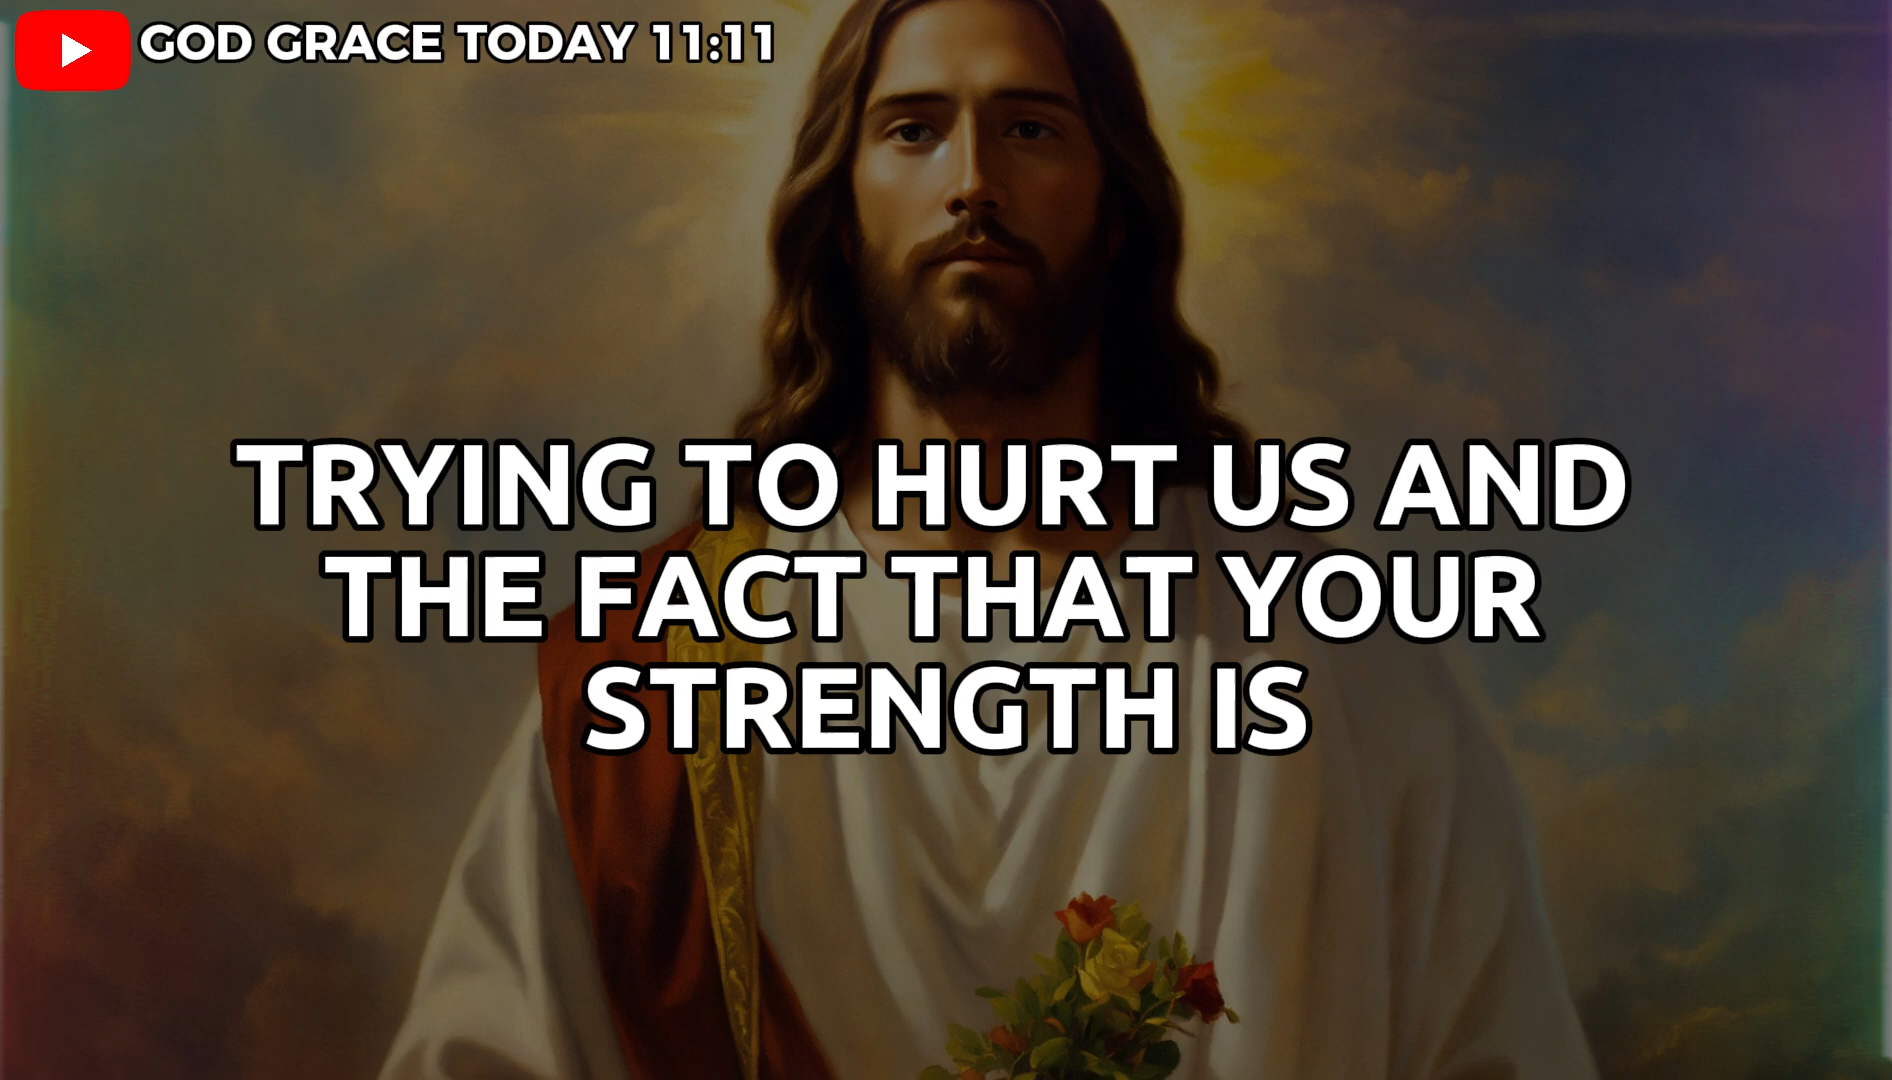 GOD GRACE TODAY 11:11
TRYING TO HURT US AND
THE FACT THAT YOUR
STRENGTH IS